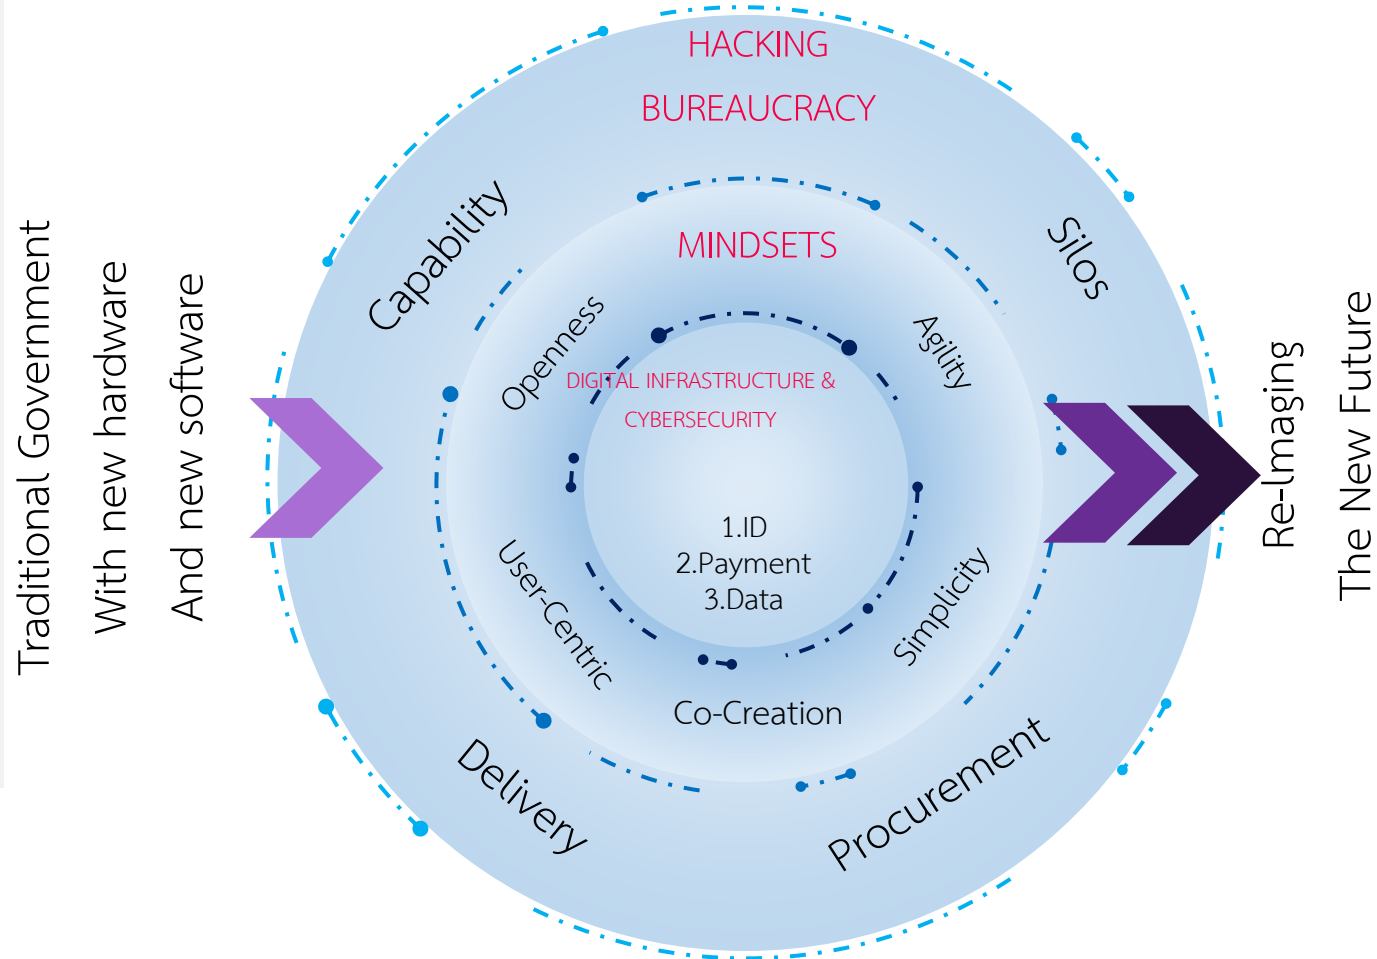 Traditional Government
With new hardware
And new software
HACKING
BUREAUCRACY
Capability
Silos
Delivery
Procurement
MINDSETS
Openness
Agility
User-Centric
Simplicity
Co-Creation
DIGITAL INFRASTRUCTURE &
CYBERSECURITY
1.ID
2.Payment
3.Data
Re-Imaging
The New Future